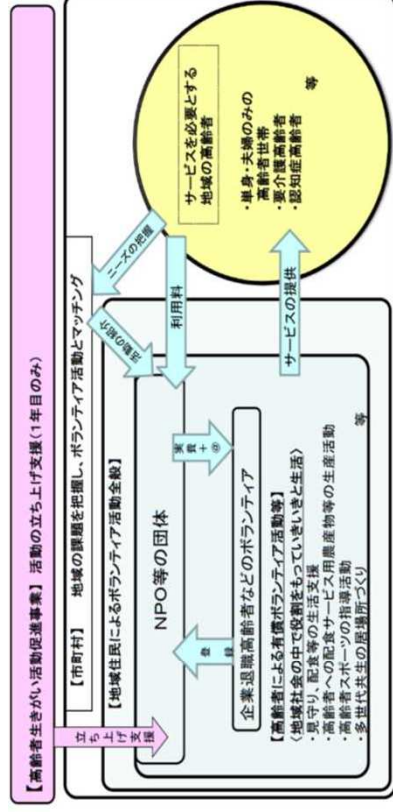 【高齢者生きがい活動促進事業】 活動の立ち上げ支援(1年目のみ)
【市町村】 地域の課題を把握し、ボランティア活動とマッチング
立ち上げ支援
ニーズの把握
活動の紹介
【地域住民によるボランティア活動全般】
NPO等の団体
利用料
登録
実費+@
企業退職高齢者などのボランティア
サービスを必要とする
地域の高齢者
・単身・夫婦のみの
高齢者世帯
・要介護高齢者
・認知症高齢者
等
サービスの提供
【高齢者による有償ボランティア活動等】
〈地域社会の中で役割をもっていきいきと生活〉
・見守り、配食等の生活支援
・高齢者への配食サービス用農産物等の生産活動
・高齢者スポーツの指導活動
・多世代共生の居場所づくり
等